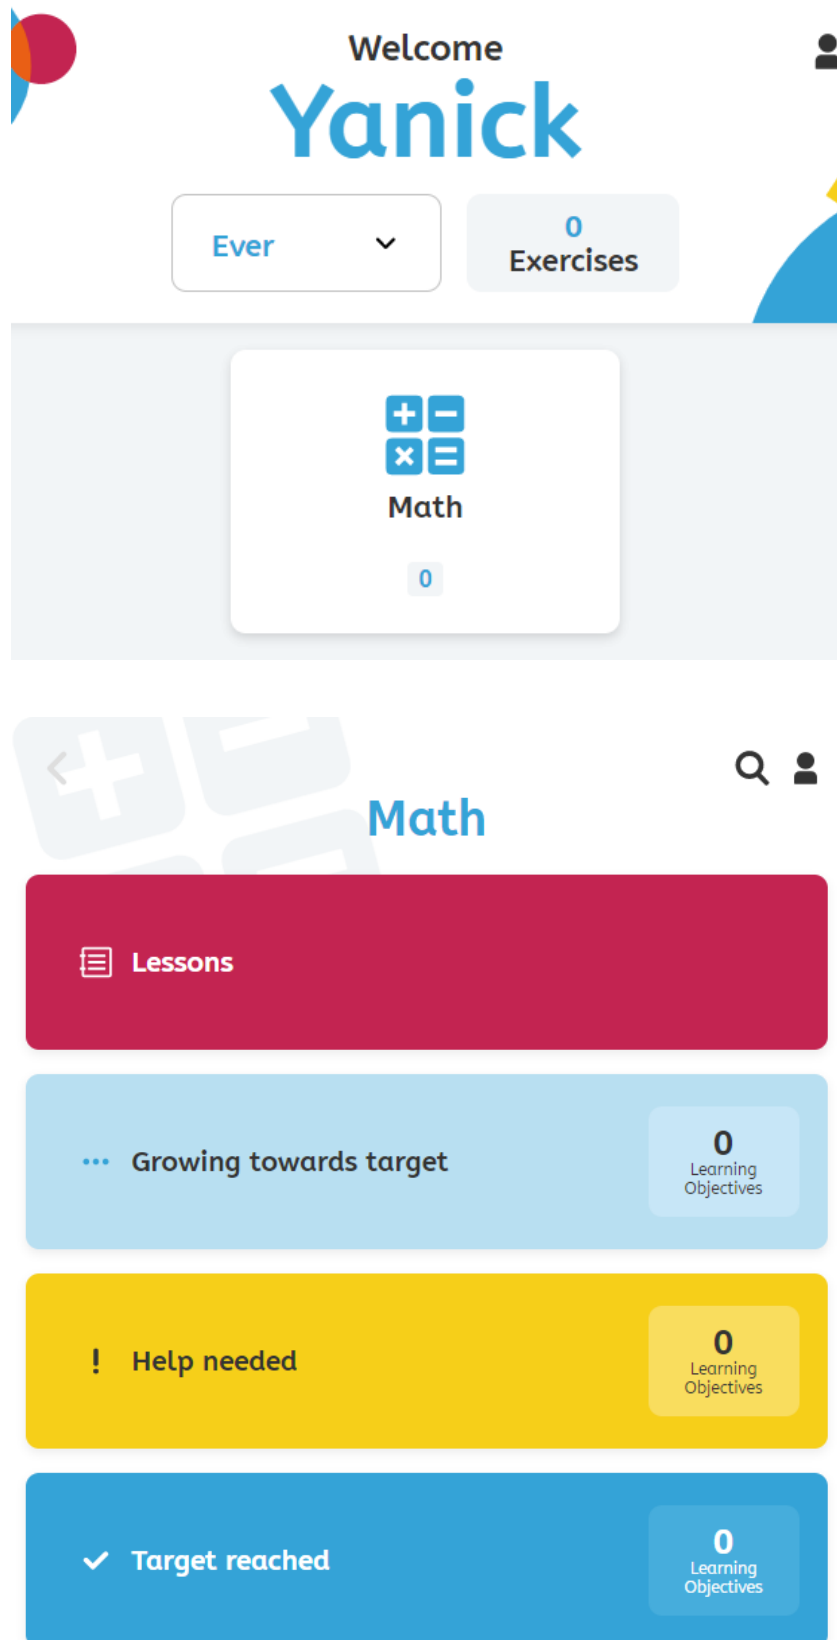 Welcome
Yanick
Ever
0
Exercises
Math
0
Math
Lessons
Growing towards target
0
Learning
Objectives
Help needed
0
Learning
Objectives
Target reached
0
Learning
Objectives